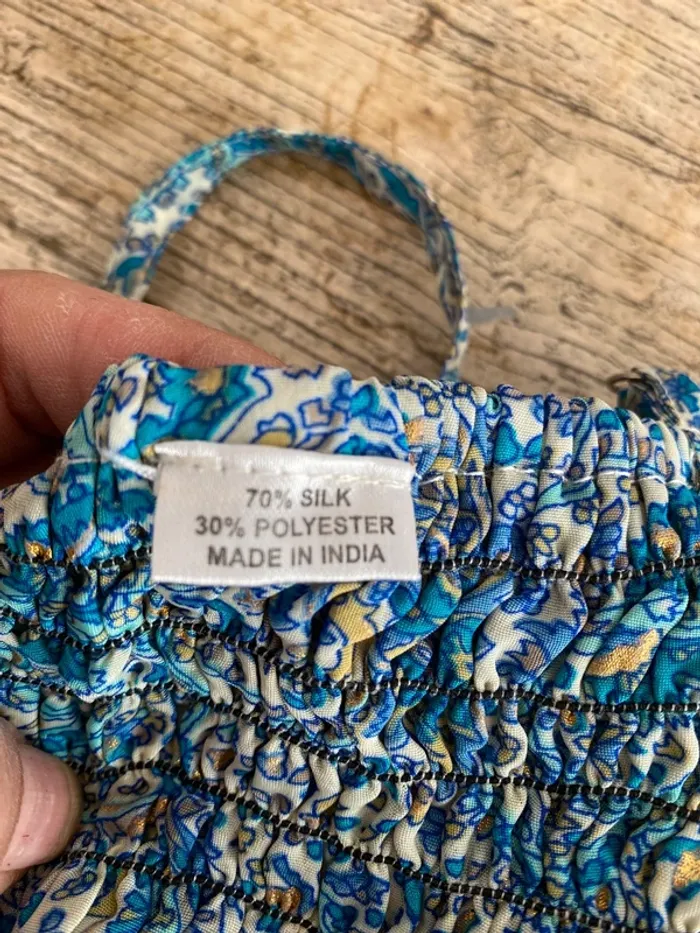 70% SILK
30% POLYESTER
MADE IN INDIA